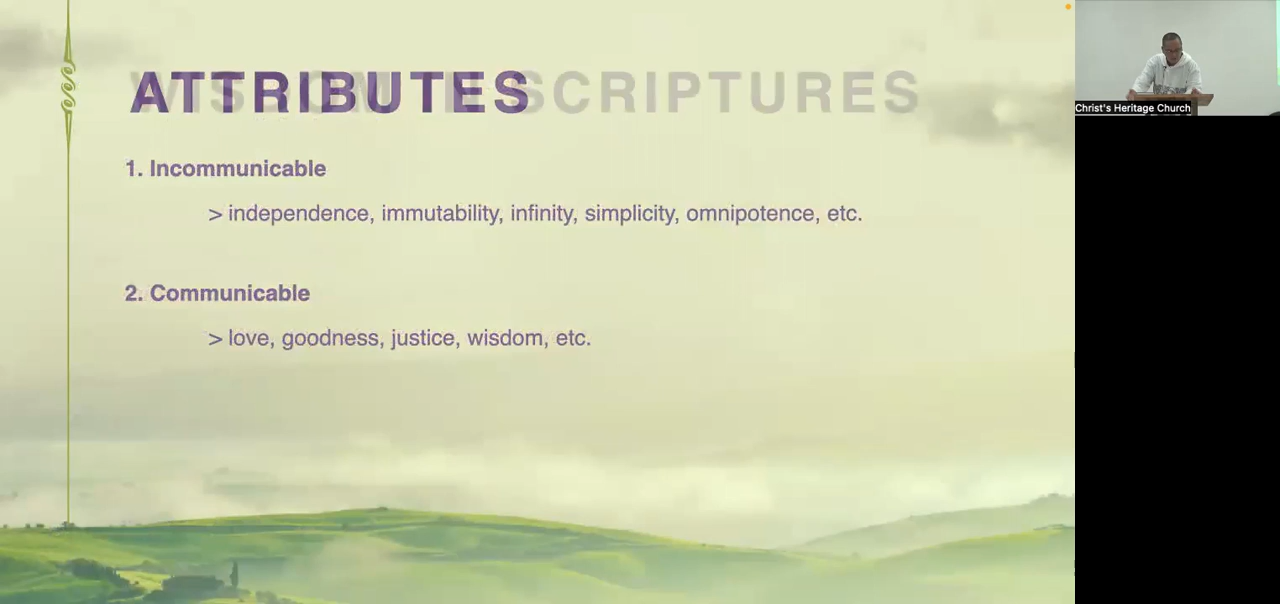 ATTRIBUTES
SCRIPTURES
1. Incommunicable
> independence, immutability, infinity, simplicity, omnipotence, etc.
2. Communicable
> love, goodness, justice, wisdom, etc.
Christ's Heritage Church